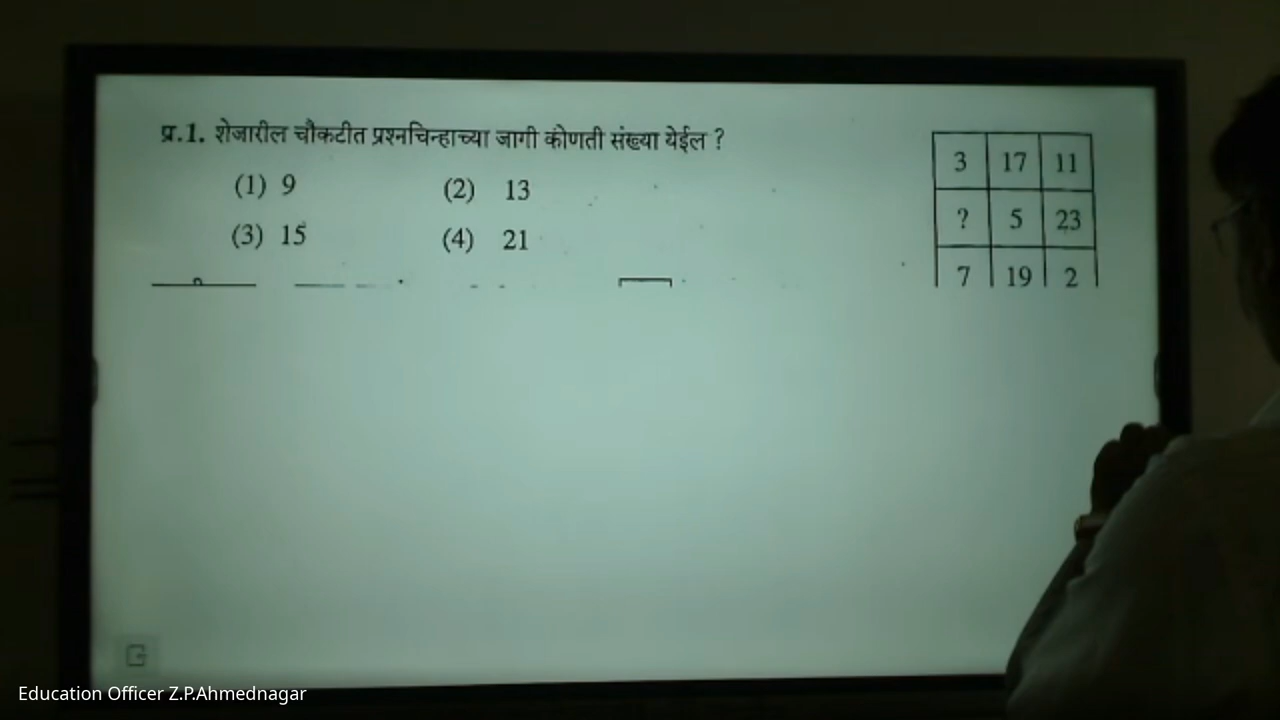 प्र.1. शेजारील चौकटीत प्रश्नचिन्हाच्या जागी कोणती संख्या येईल ?
(1) 9 (2) 13
(3) 15 (4) 21
3 17 11
? 5 23
7 19 2
Education Officer Z.P.Ahmednagar